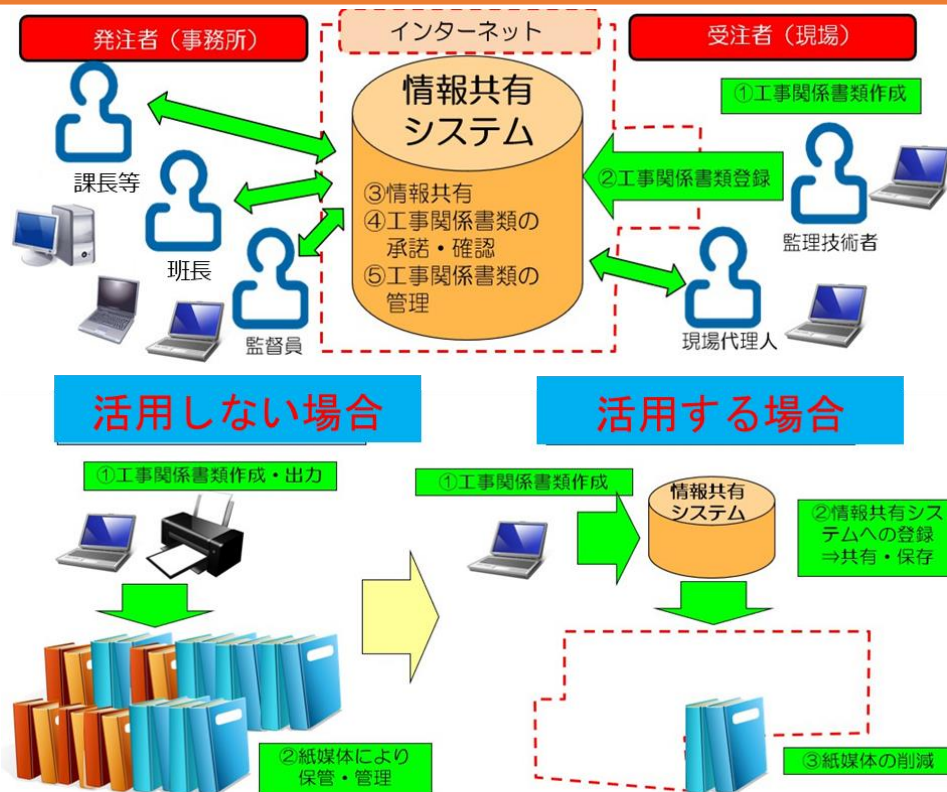 発注者（事務所）
インターネット
受注者（現場）
情報共有
システム
①工事関係書類作成
②工事関係書類登録
課長等
③情報共有
④工事関係書類の
承諾・確認
⑤工事関係書類の
管理
監理技術者
班長
監督員
現場代理人
活用しない場合
活用する場合
①工事関係書類作成・出力
①工事関係書類作成
情報共有
システム
②情報共有シス
テムへの登録
⇒共有・保存
②紙媒体により
保管・管理
③紙媒体の削減